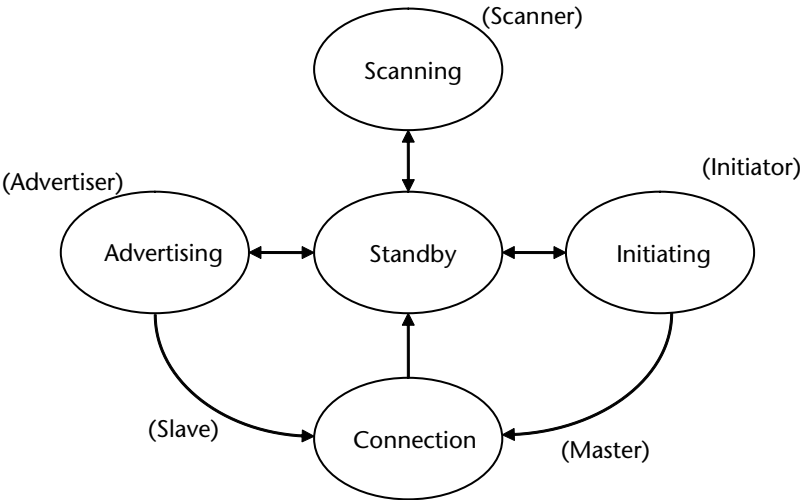 (Scanner)
Scanning
(Advertiser)
(Initiator)
Advertising
Standby
Initiating
(Slave)
Connection
(Master)